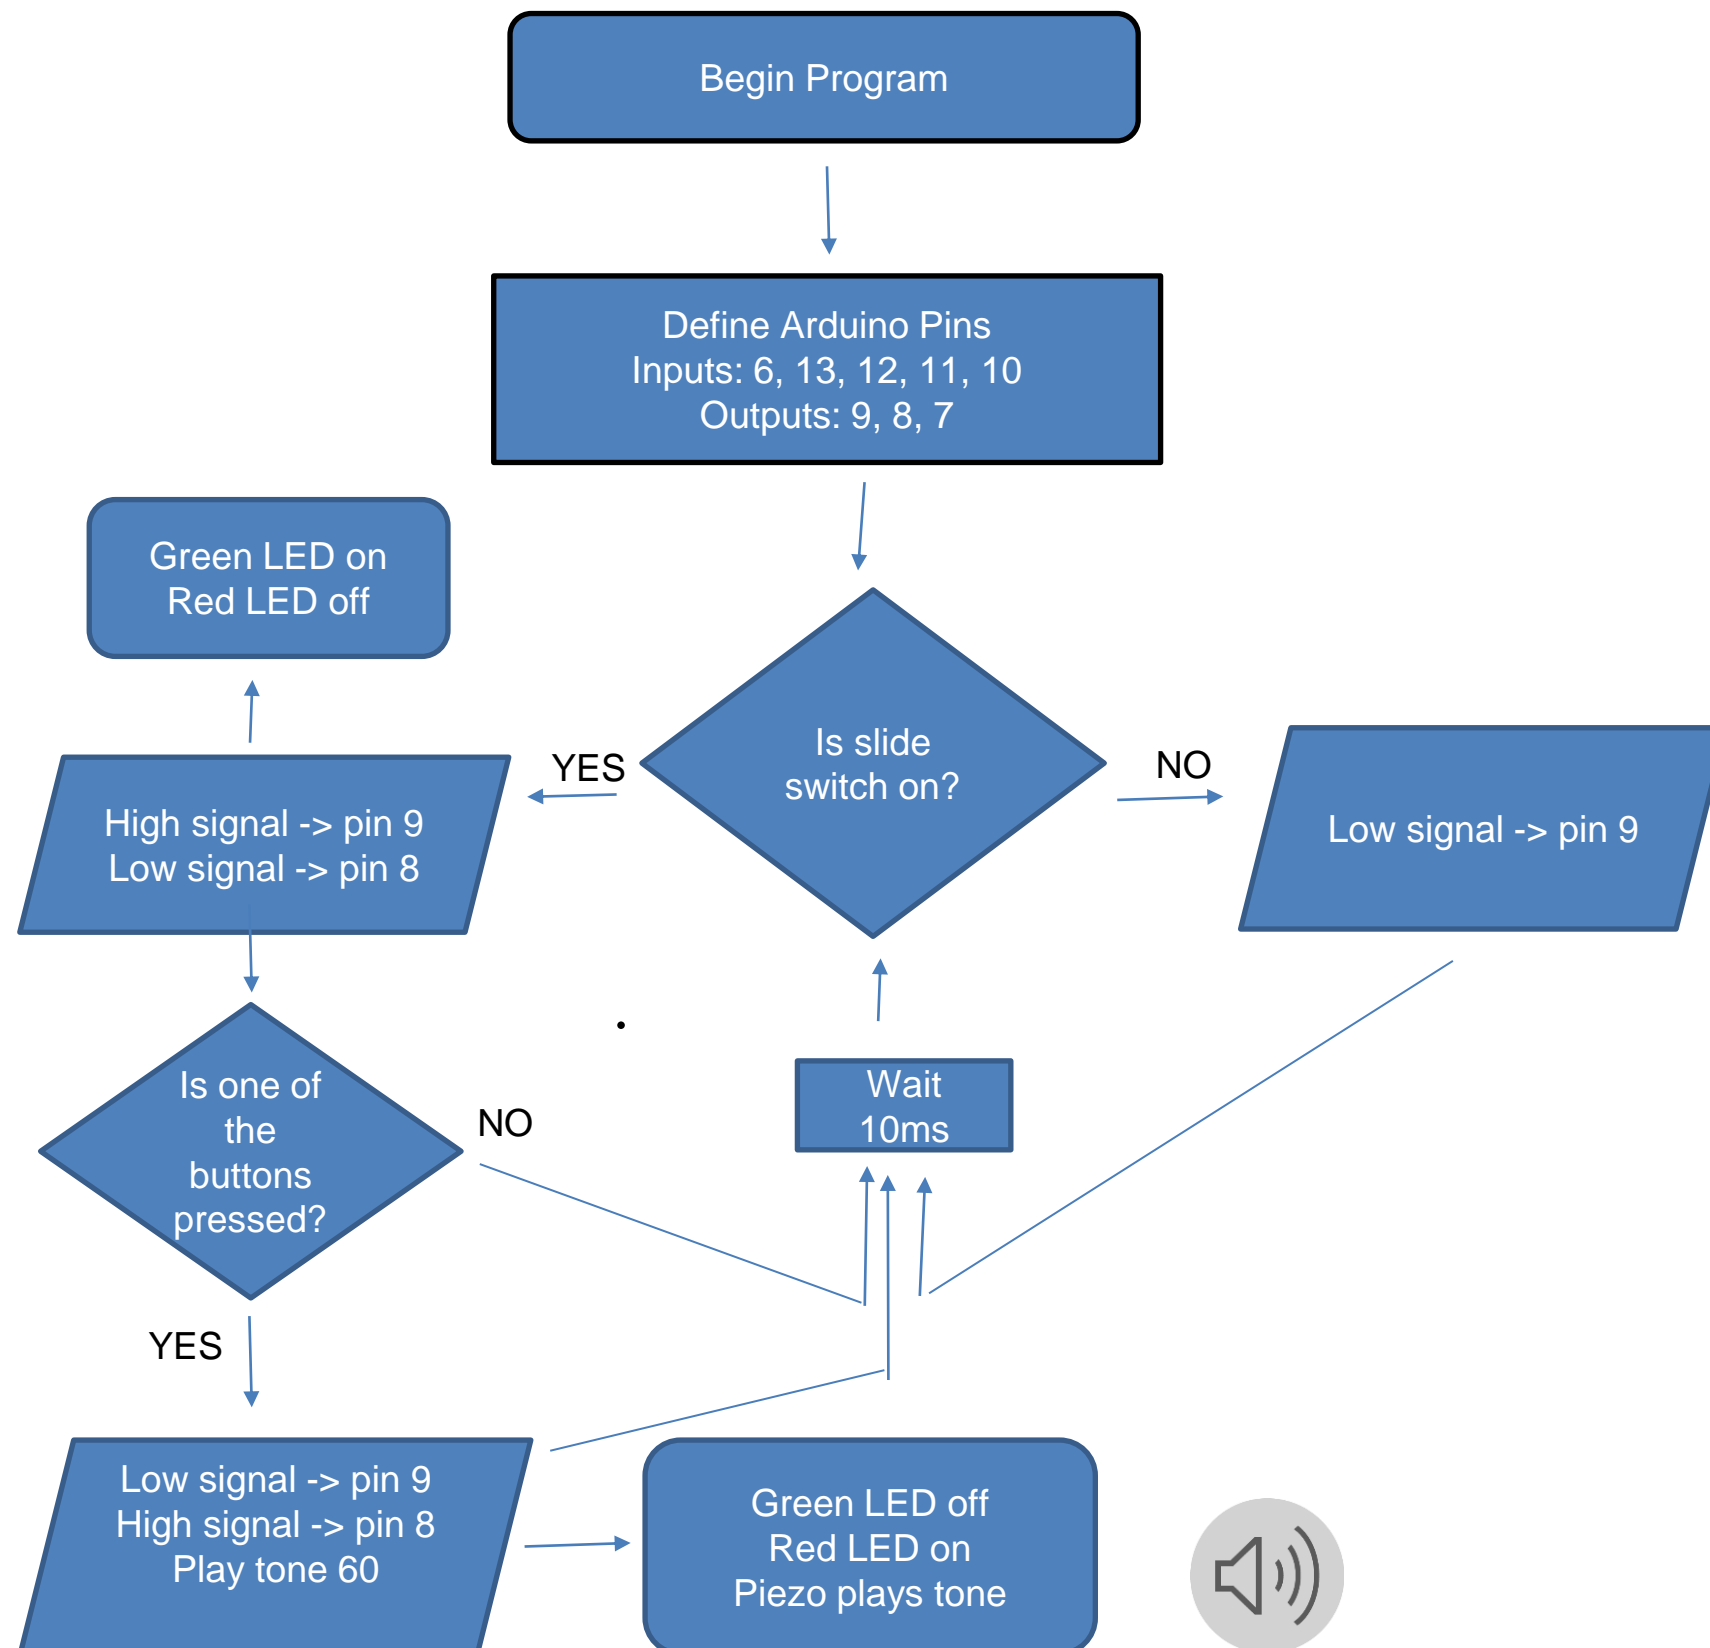 Begin Program
Define Arduino Pins
Inputs: 6, 13, 12, 11, 10
Outputs: 9, 8, 7
Green LED on
Red LED off
Is slide
switch on?
YES
NO
High signal -> pin 9
Low signal -> pin 8
Low signal -> pin 9
Is one of
the
buttons
pressed?
NO
Wait
10ms
YES
Low signal -> pin 9
High signal -> pin 8
Play tone 60
Green LED off
Red LED on
Piezo plays tone